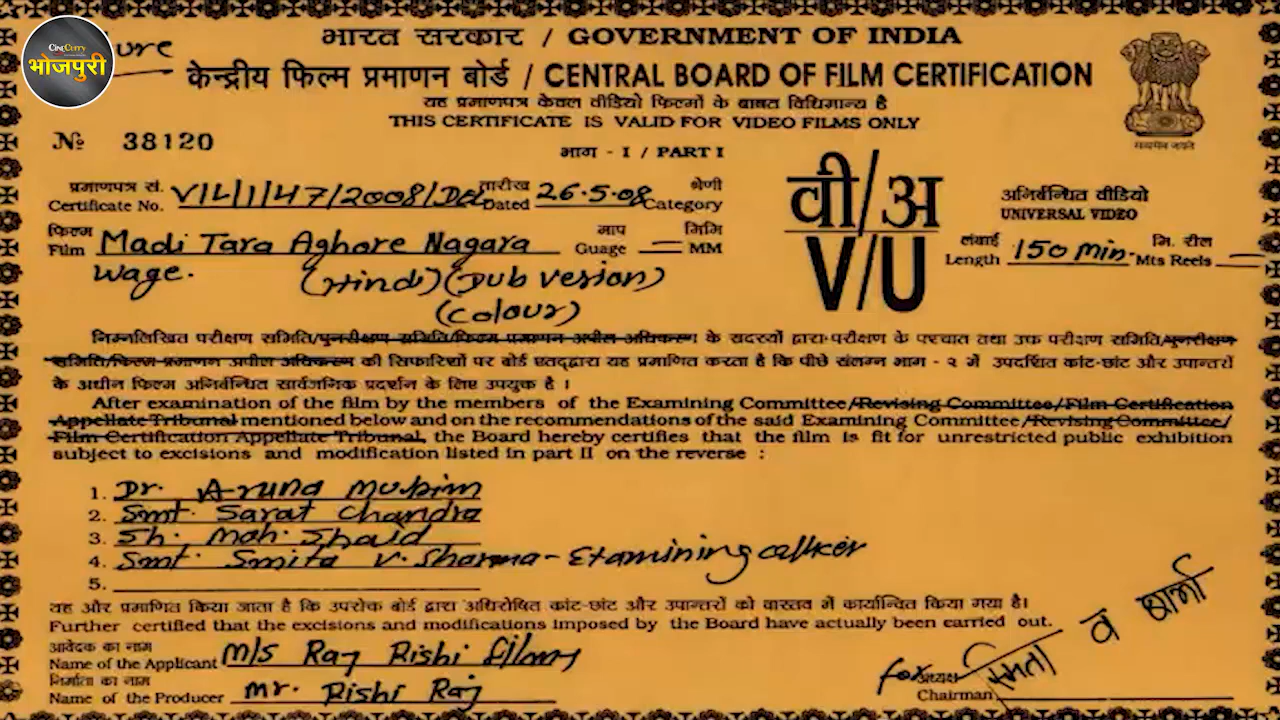 CineCurry
भोजपुरी
ure
भारत सरकार / GOVERNMENT OF INDIA
केन्द्रीय फिल्म प्रमाणन बोर्ड / CENTRAL BOARD OF FILM CERTIFICATION
यह प्रमाणपत्र केवल वीडियो फिल्मों के बाबत विधिमान्य है
THIS CERTIFICATE IS VALID FOR VIDEO FILMS ONLY
सत्यमेव जयते
№ 38120
भाग - I / PART I
प्रमाणपत्र सं. तारीख श्रेणी
Certificate No. V/L/1/47/2008/Del Dated 26.5.08 Category
वी/अ
V/U
अनिर्बन्धित वीडियो
UNIVERSAL VIDEO
फिल्म माप मिमि
Film Madi Tara Aghore Nagara Guage — MM
लंबाई मि. रील
Length 150 Min. Mts Reels —
Wage. (Hindi) (Dub version)
(colour)
निम्नलिखित परीक्षण समिति/पुनरीक्षण समिति/फिल्म प्रमाणन अपील अधिकरण के सदस्यों द्वारा परीक्षण के पश्चात तथा उक्त परीक्षण समिति/पुनरीक्षण
समिति/फिल्म प्रमाणन अपील अधिकरण की सिफारिशों पर बोर्ड एतद्द्वारा यह प्रमाणित करता है कि पीछे संलग्न भाग - २ में उपदर्शित कांट-छांट और उपान्तरों
के अधीन फिल्म अनिर्बन्धित सार्वजनिक प्रदर्शन के लिए उपयुक्त है ।
After examination of the film by the members of the Examining Committee/Revising Committee/Film Certification
Appellate Tribunal mentioned below and on the recommendations of the said Examining Committee/Revising Committee/
Film Certification Appellate Tribunal, the Board hereby certifies that the film is fit for unrestricted public exhibition
subject to excisions and modification listed in part II on the reverse :
1. Dr. Aruna Mubim
2. Smt. Sarat Chandra
3. Sh. Moh. Shaid
4. Smt. Smita V. Sharma - Examining officer
5.
यह और प्रमाणित किया जाता है कि उपरोक्त बोर्ड द्वारा अधिरोपित कांट-छांट और उपान्तरों को वास्तव में कार्यान्वित किया गया है।
Further certified that the excisions and modifications imposed by the Board have actually been carried out.
आवेदक का नाम
Name of the Applicant M/s Raj Rishi films
निर्माता का नाम
Name of the Producer Mr. Rishi Raj
for अध्यक्ष
Chairman
स्मिता व शर्मा